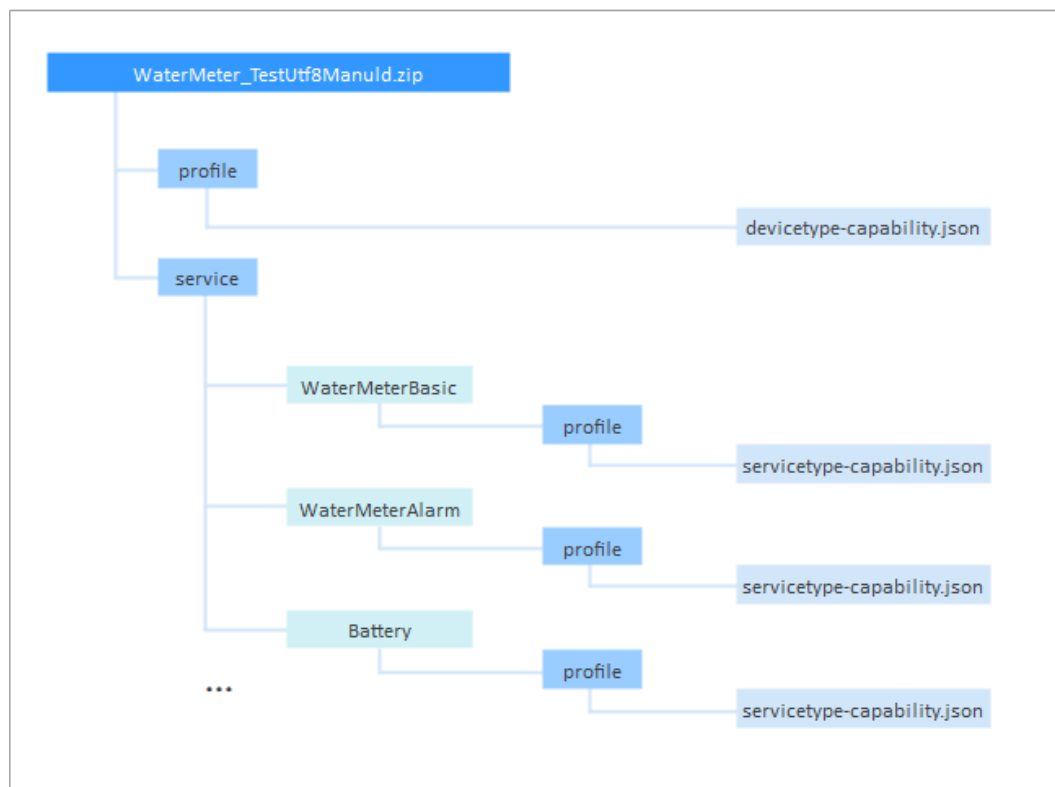 WaterMeter_TestUtf8ManuId.zip
profile
devicetype-capability.json
service
WaterMeterBasic
profile
servicetype-capability.json
WaterMeterAlarm
profile
servicetype-capability.json
Battery
profile
...
servicetype-capability.json